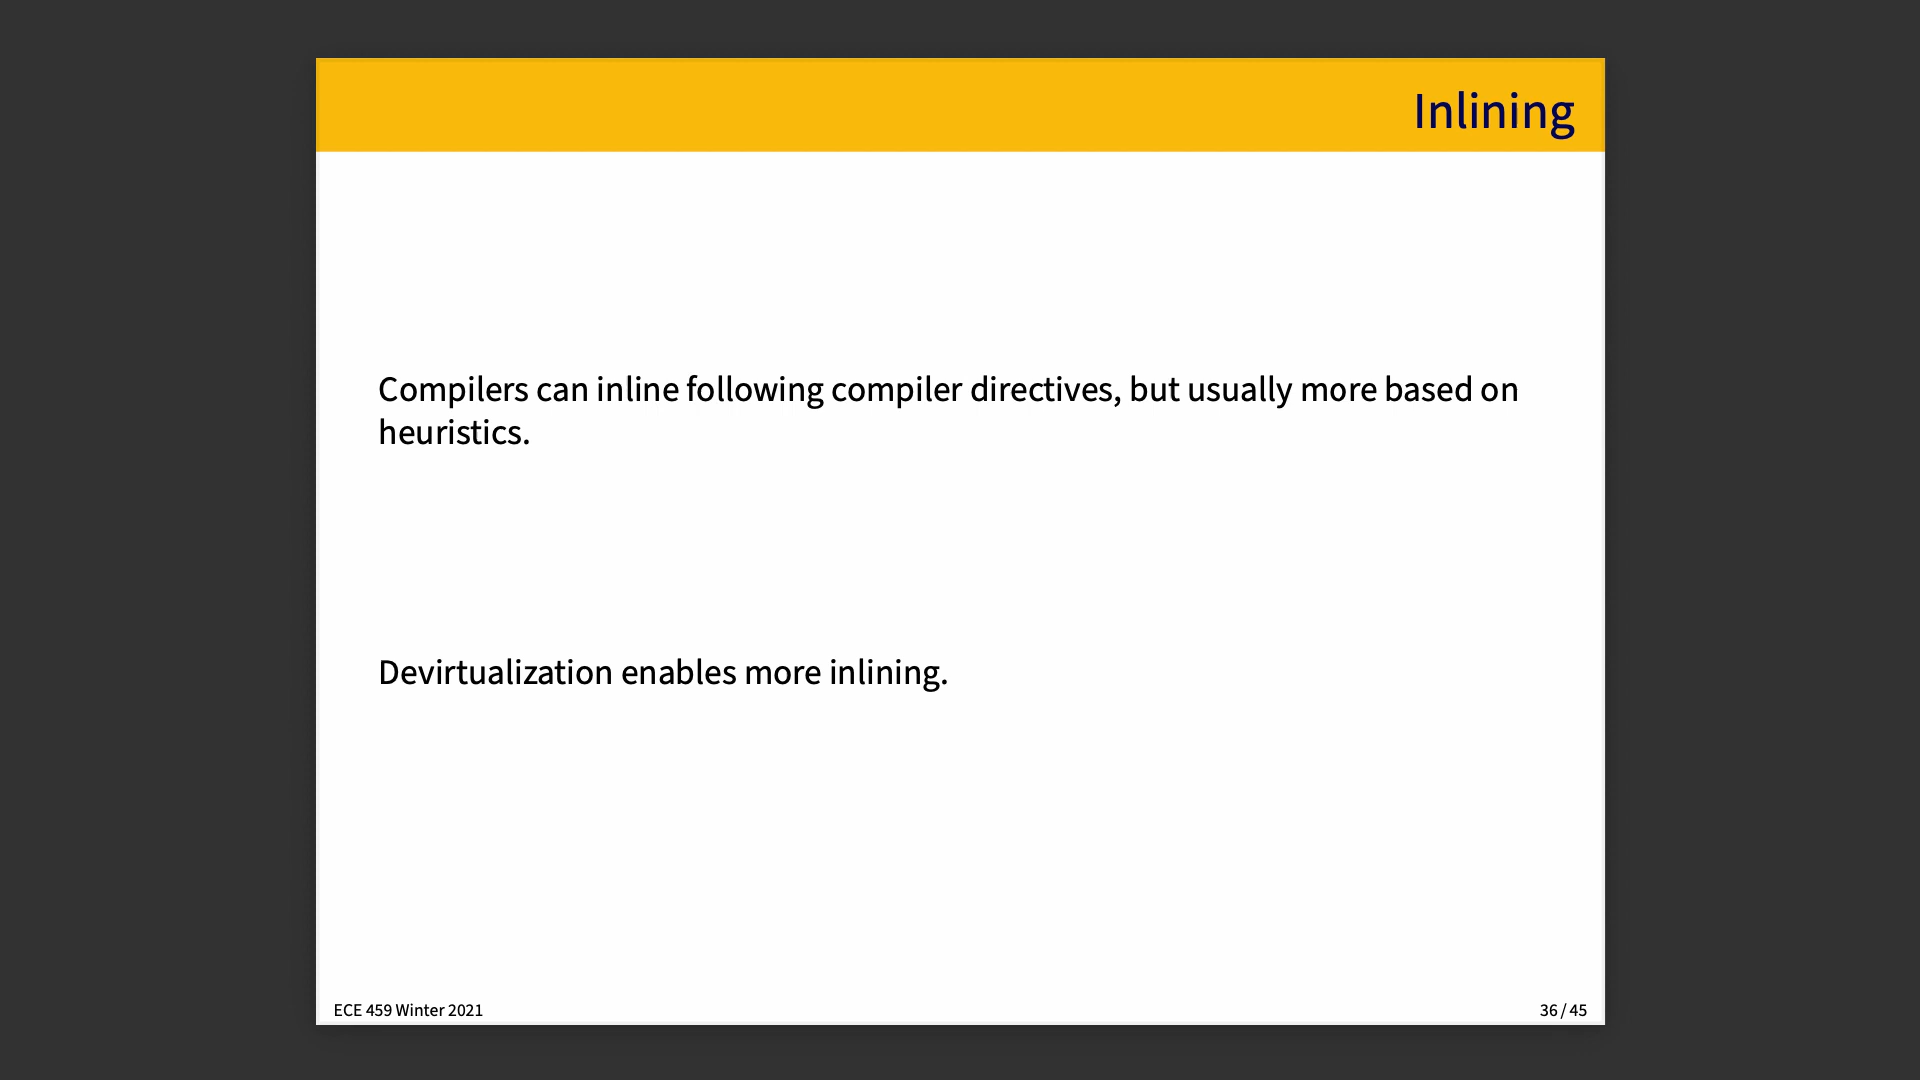 Inlining
Compilers can inline following compiler directives, but usually more based on
heuristics.
Devirtualization enables more inlining.
ECE 459 Winter 2021
36 / 45